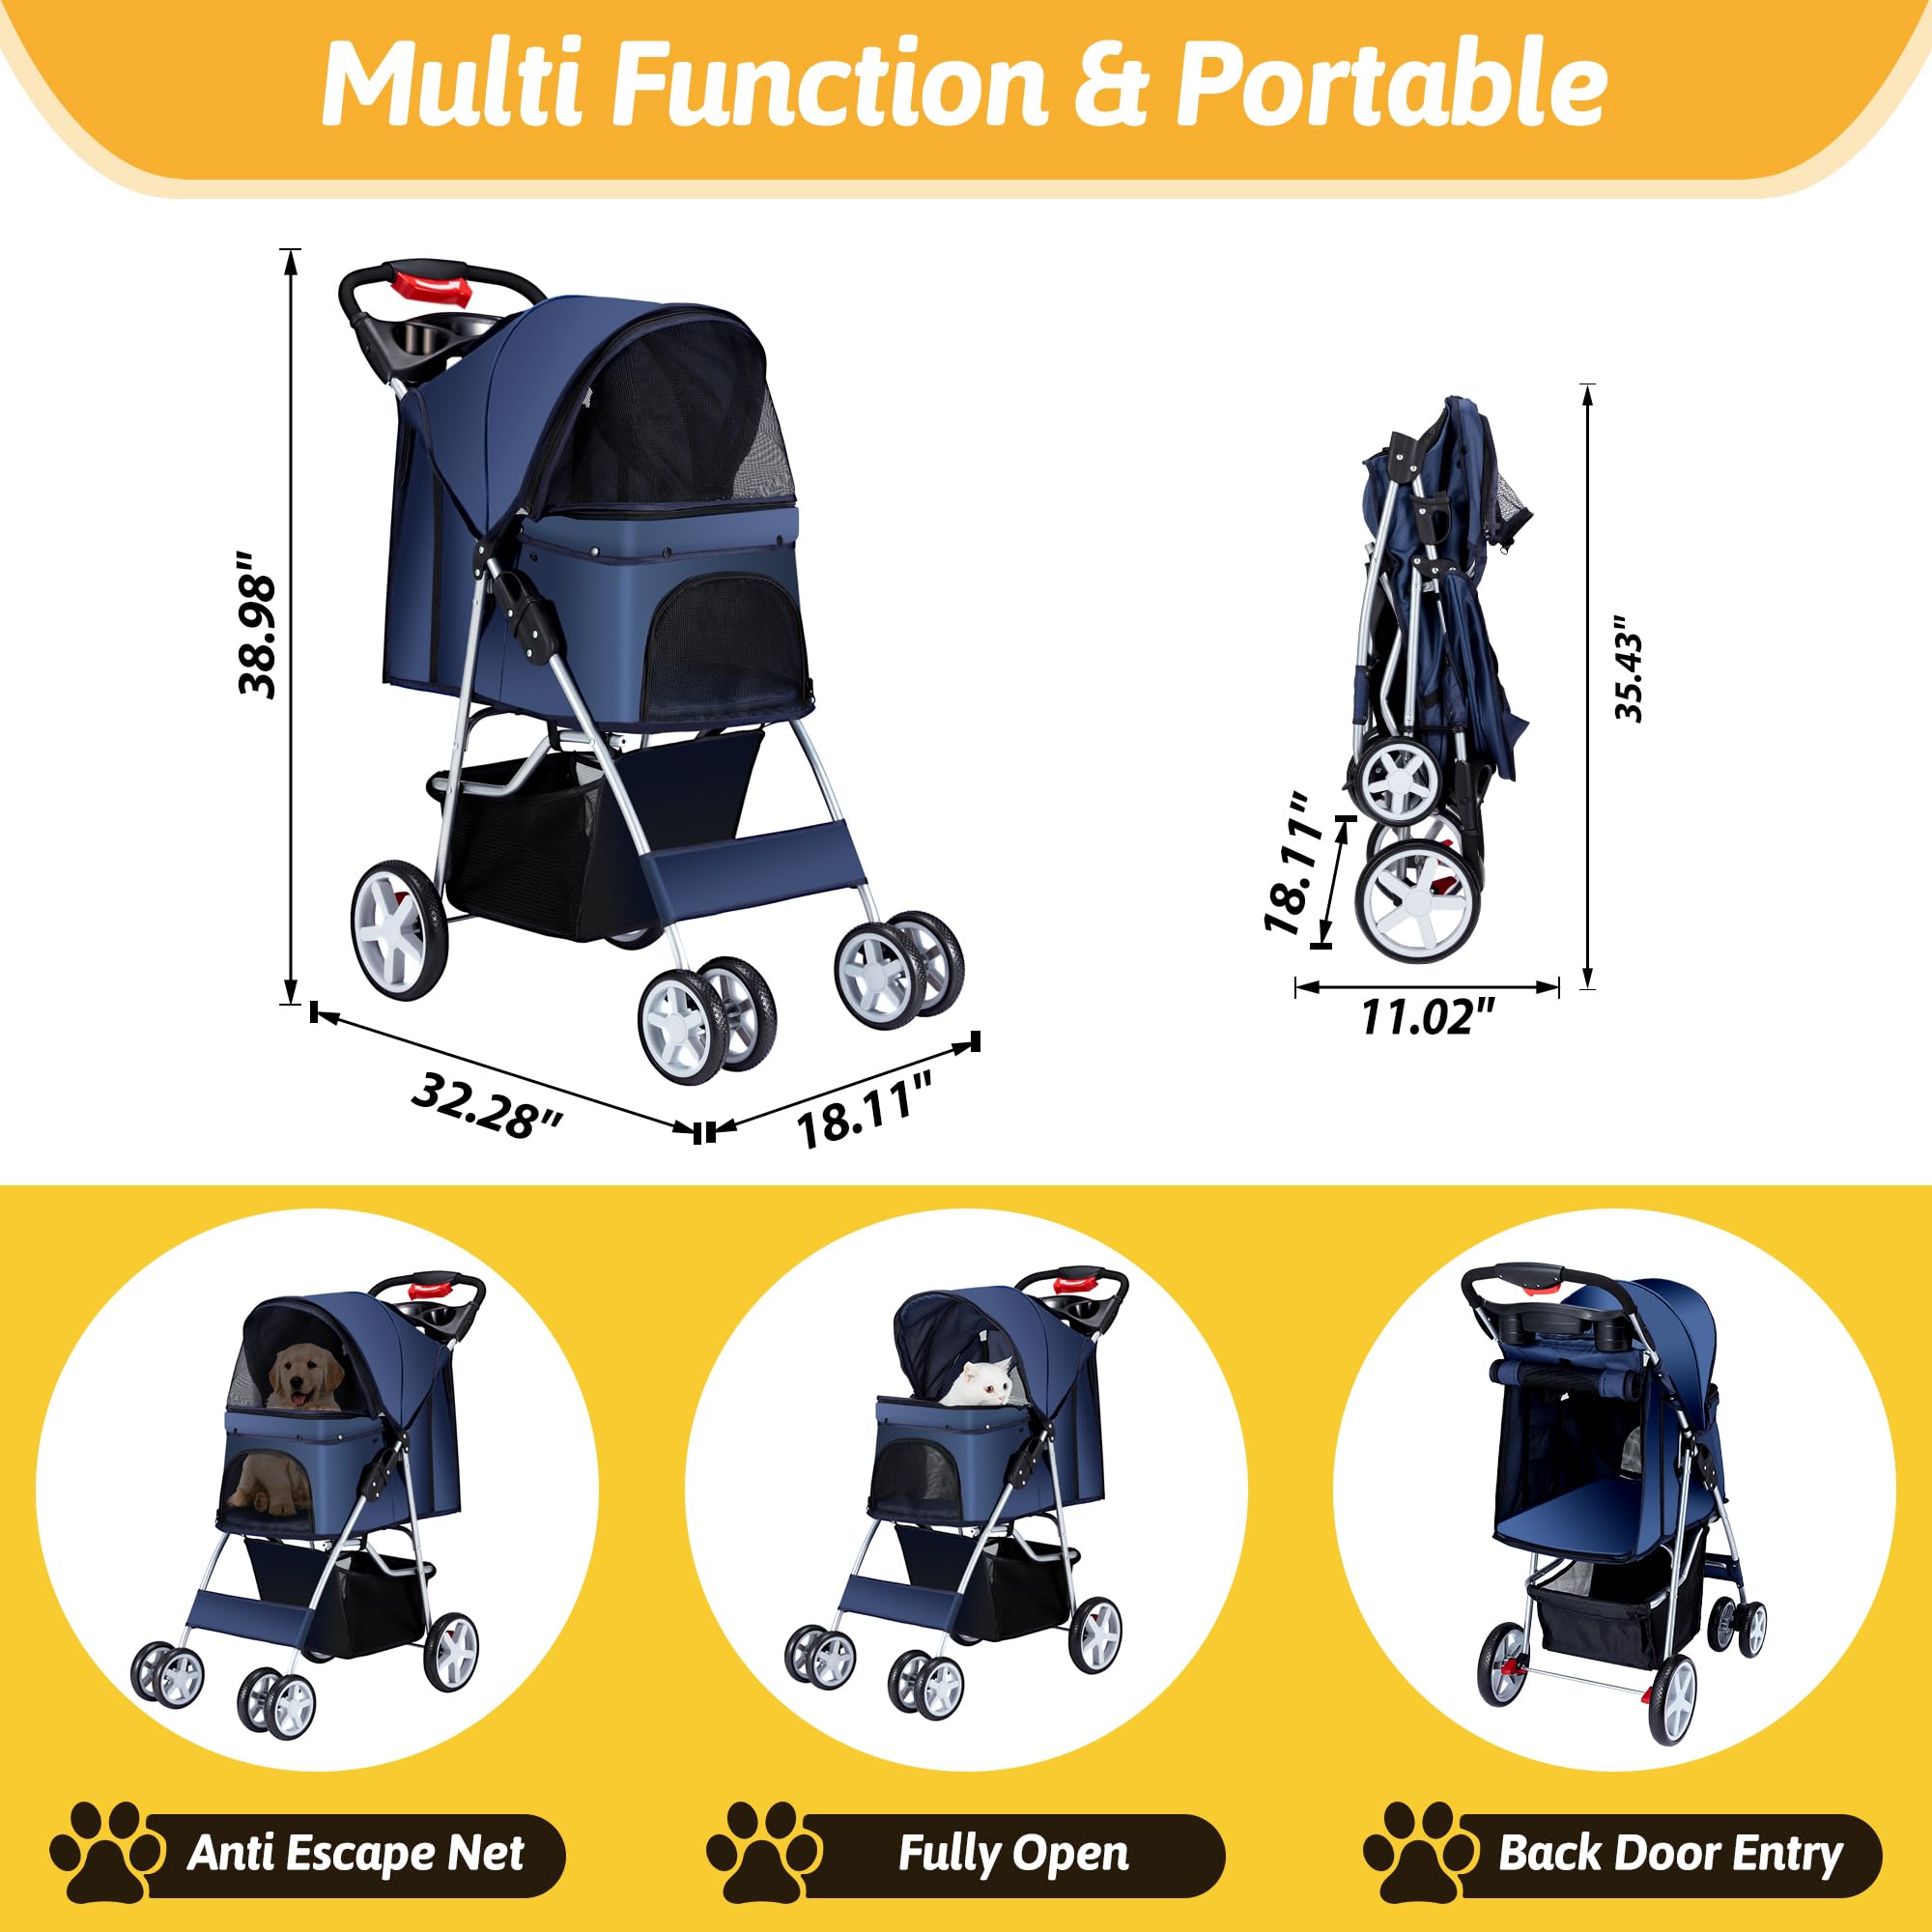 Multi Function & Portable
38.98"
32.28"
18.11"
35.43"
18.11"
11.02"
Anti Escape Net
Fully Open
Back Door Entry